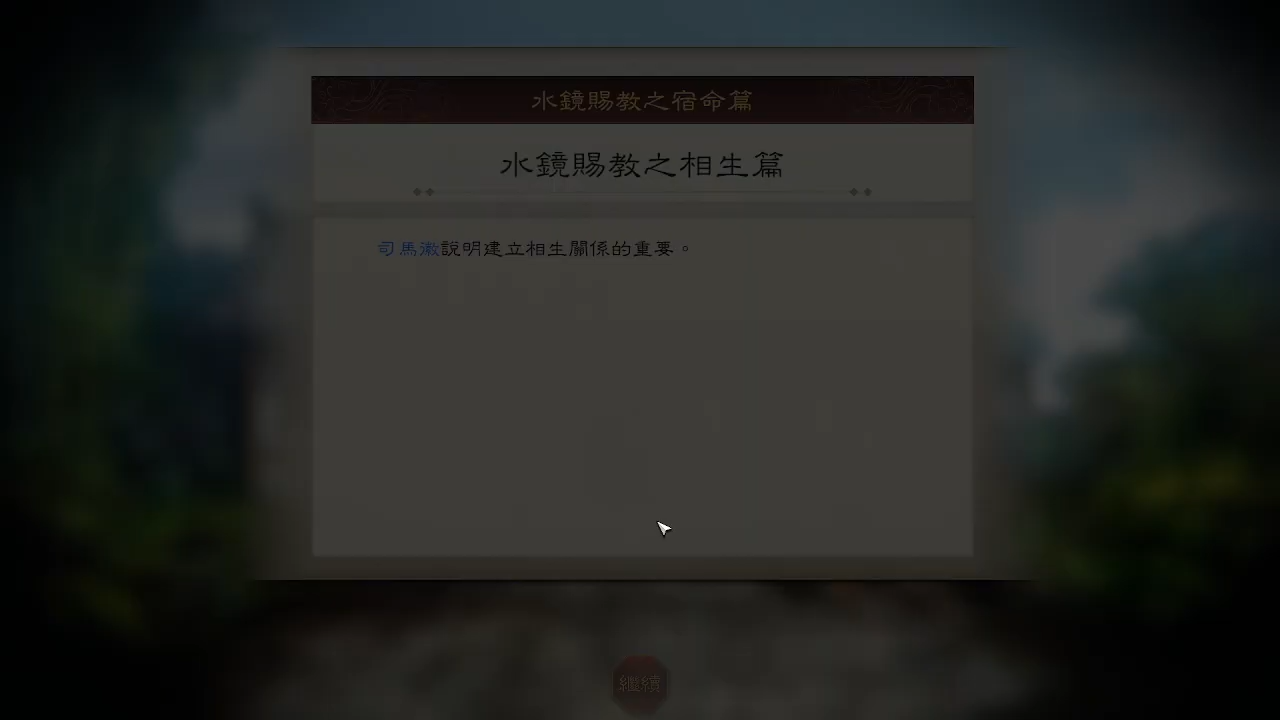 水鏡賜教之宿命篇
水鏡賜教之相生篇
司馬徽說明建立相生關係的重要。
繼續